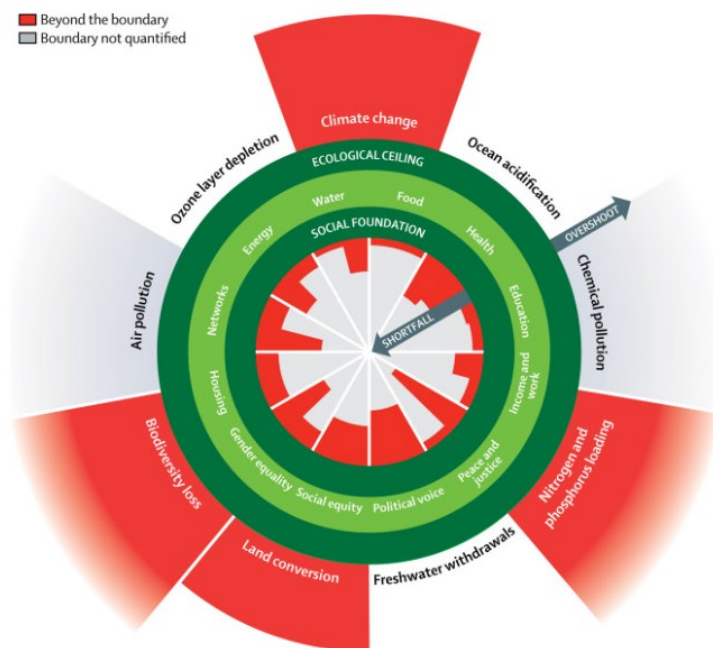 Beyond the boundary
Boundary not quantified
Climate change
Ocean acidification
OVERSHOOT
Chemical pollution
Nitrogen and
phosphorus loading
Freshwater withdrawals
Land conversion
Biodiversity loss
Air pollution
Ozone layer depletion
ECOLOGICAL CEILING
Water
Food
Health
Education
Income and
work
Peace and
justice
Political voice
Social equity
Gender equality
Housing
Networks
Energy
SOCIAL FOUNDATION
SHORTFALL